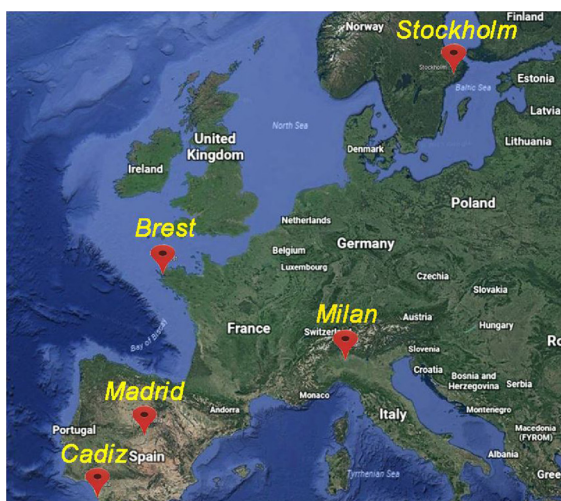 Norway
Stockholm
Finland
Stockholm
Baltic Sea
Estonia
Latvia
North Sea
United
Kingdom
Ireland
Denmark
Lithuania
Poland
Netherlands
Brest
Belgium
Germany
Luxembourg
Czechia
Slovakia
Milan
Austria
Hungary
France
Switzerland
Slovenia
Ro
Bay of Biscay
Croatia
Bosnia and
Herzegovina
Serbia
Monaco
Madrid
Andorra
Italy
Montenegro
Portugal
Macedonia
(FYROM)
Cadiz
Spain
Albania
Tyrrhenian Sea
Gree